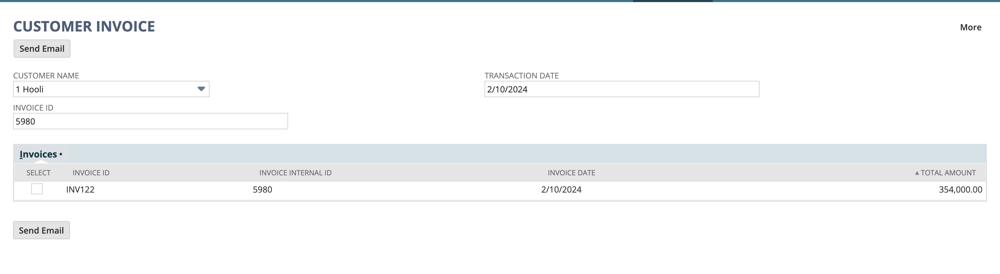 CUSTOMER INVOICE
More
Send Email
CUSTOMER NAME
1 Hooli
TRANSACTION DATE
2/10/2024
INVOICE ID
5980
Invoices •
SELECT INVOICE ID INVOICE INTERNAL ID INVOICE DATE ▲ TOTAL AMOUNT
INV122 5980 2/10/2024 354,000.00
Send Email